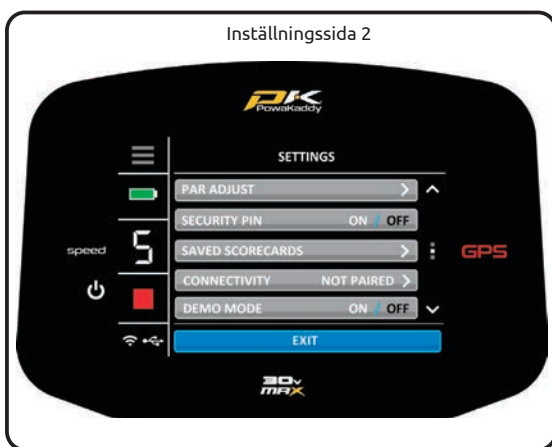 Inställningssida 2
PK
PowaKaddy
SETTINGS
PAR ADJUST
SECURITY PIN ON / OFF
speed 5
SAVED SCORECARDS
GPS
CONNECTIVITY NOT PAIRED
DEMO MODE ON / OFF
EXIT
30v
MAX